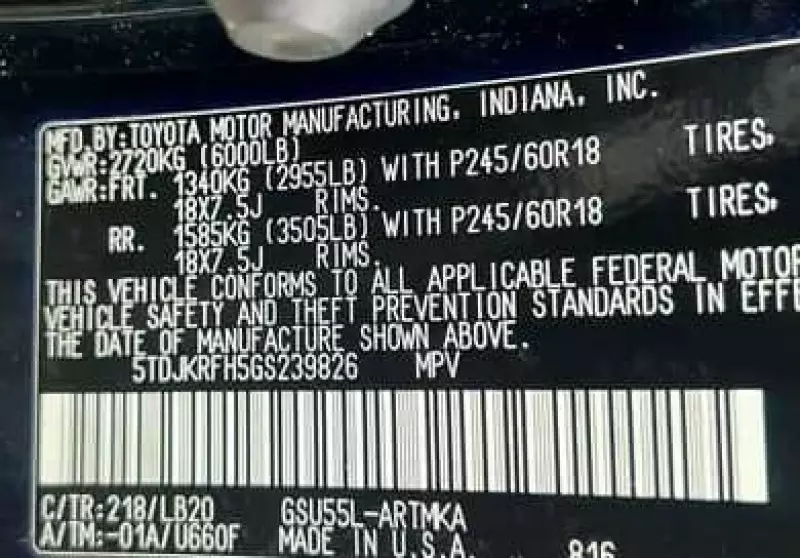 MFD.BY:TOYOTA MOTOR MANUFACTURING, INDIANA, INC.
GVWR:2720KG (6000LB)
GAWR:FRT. 1340KG (2955LB) WITH P245/60R18 TIRES,
18X7.5J RIMS.
RR. 1585KG (3505LB) WITH P245/60R18 TIRES,
18X7.5J RIMS.
THIS VEHICLE CONFORMS TO ALL APPLICABLE FEDERAL MOTOR
VEHICLE SAFETY AND THEFT PREVENTION STANDARDS IN EFFE
THE DATE OF MANUFACTURE SHOWN ABOVE.
5TDJKRFH5GS239826 MPV
C/TR:218/LB20 GSU55L-ARTMKA
A/TM:-01A/U660F MADE IN U.S.A. 816